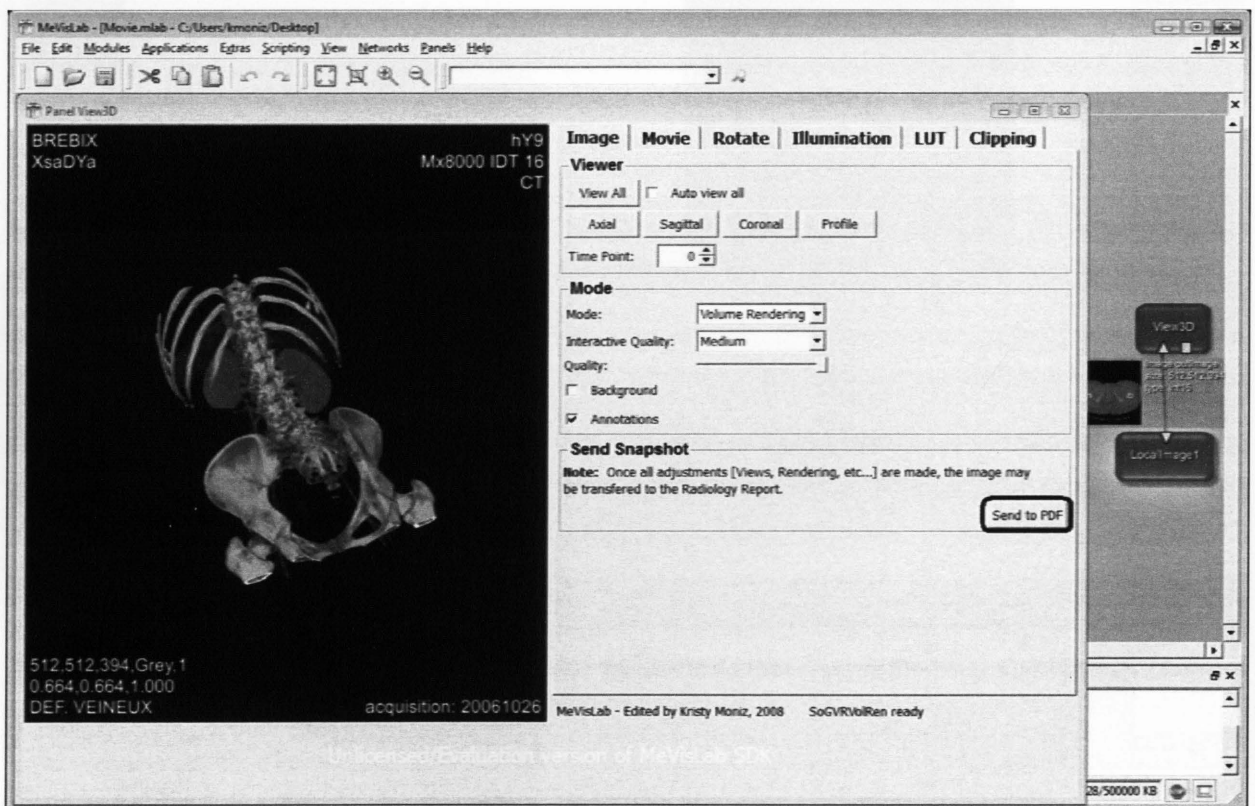 MeVisLab - [Movie.mlab - C:/Users/kmoniz/Desktop]
File Edit Modules Applications Extras Scripting View Networks Panels Help
Panel View3D
BREBIX
XsaDYa
hY9
Mx8000 IDT 16
CT
512,512,394,Grey,1
0.664,0.664,1.000
DEF. VEINEUX
acquisition: 20061026
Image Movie Rotate Illumination LUT Clipping
Viewer
View All Auto view all
Axial Sagittal Coronal Profile
Time Point: 0
Mode
Mode: Volume Rendering
Interactive Quality: Medium
Quality:
Background
Annotations
Send Snapshot
Note: Once all adjustments [Views, Rendering, etc...] are made, the image may
be transfered to the Radiology Report.
Send to PDF
MeVisLab - Edited by Kristy Moniz, 2008 SoGVRVolRen ready
Unlicensed/Evaluation version of MeVisLab SDK
View3D
LocalImage1
28/500000 KB